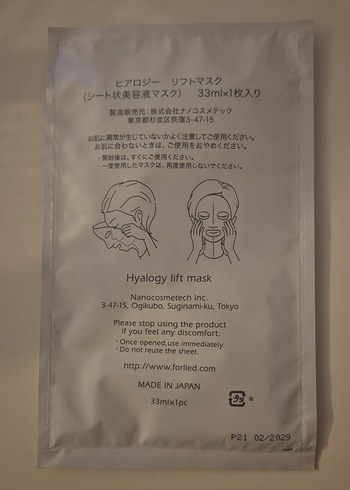 ヒアロジー　リフトマスク
(シート状美容液マスク)　33ml×1枚入り
製造販売元：株式会社ナノコスメテック
東京都杉並区荻窪3-47-15
お肌に異常が生じていないかよく注意してご使用ください。
お肌に合わないときは、ご使用をおやめください。
・開封後は、すぐにご使用ください。
・一度使用したマスクは、再度使用しないでください。
Hyalogy lift mask
Nanocosmetech Inc.
3-47-15, Ogikubo, Suginami-ku, Tokyo
Please stop using the product
if you feel any discomfort.
・Once opened,use immediately.
・Do not reuse the sheet.
http://www.forlled.com
MADE IN JAPAN
33ml×1pc
プラ
P21 02/2029